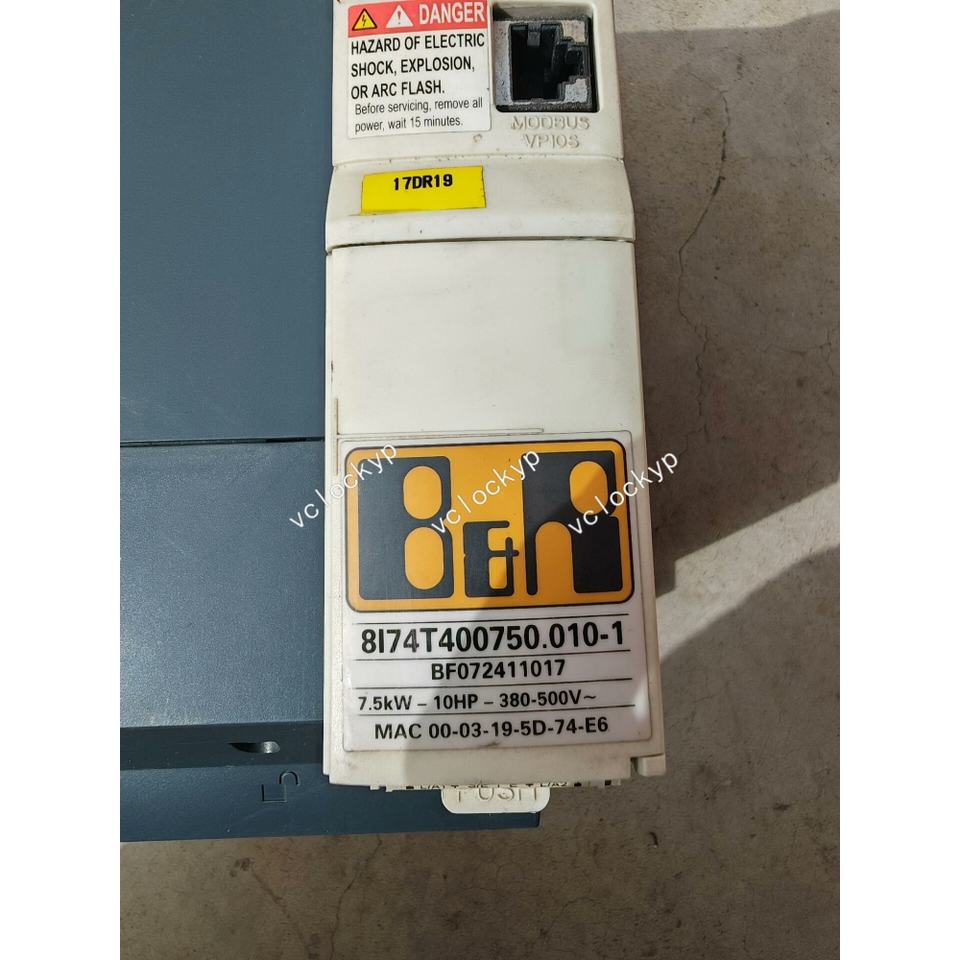 DANGER
HAZARD OF ELECTRIC
SHOCK, EXPLOSION,
OR ARC FLASH.
Before servicing, remove all
power, wait 15 minutes.
MODBUS
VP10S
17DR19
B&R
vclockyp vclockyp vclockyp
8I74T400750.010-1
BF072411017
7.5kW – 10HP – 380-500V~
MAC 00-03-19-5D-74-E6
PUSH